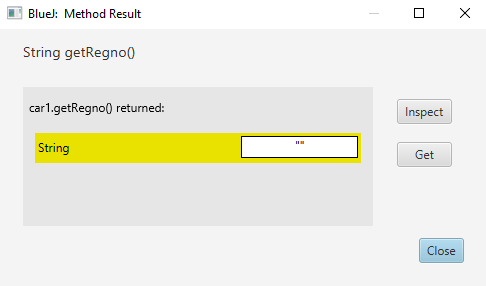 BlueJ:  Method Result
String getRegno()
car1.getRegno() returned:
Inspect
String
""
Get
Close